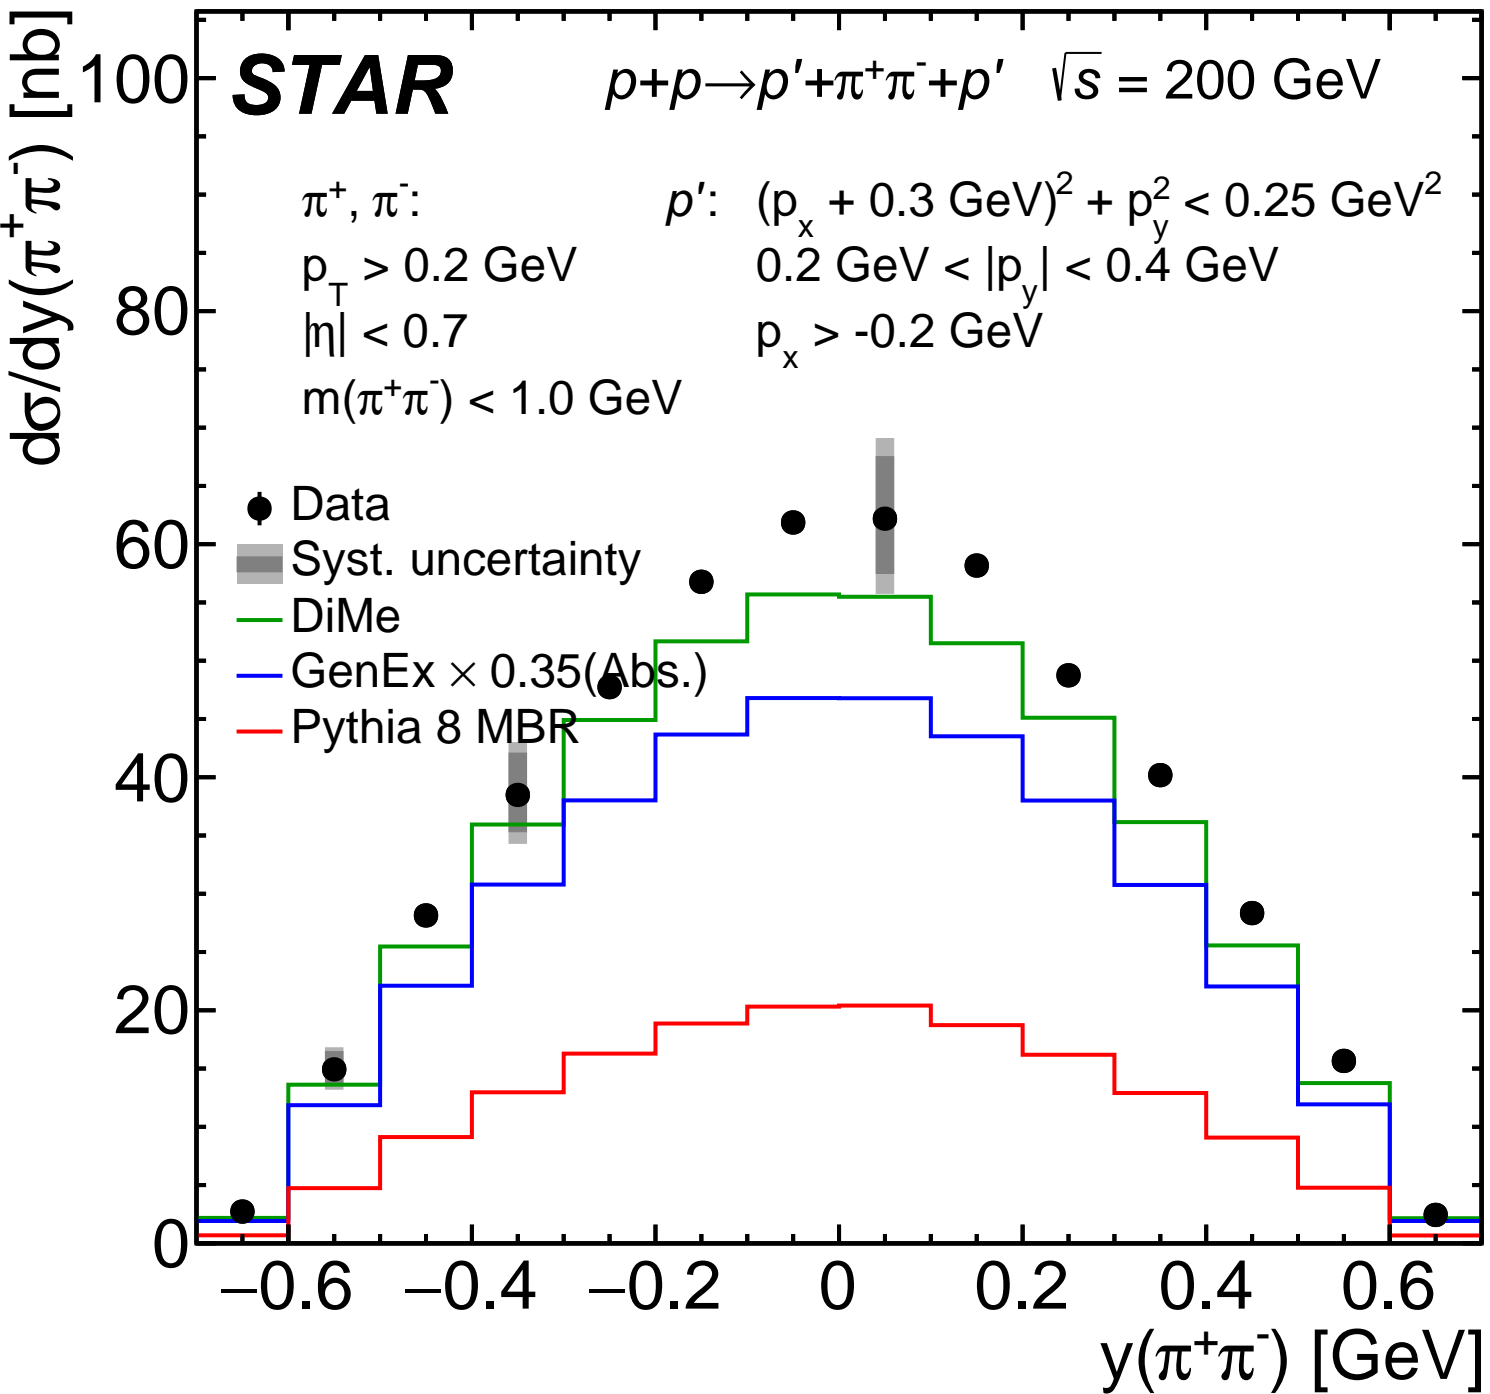 STAR p+p→p′+π⁺π⁻+p′ √s = 200 GeV
π⁺, π⁻: p′: (pₓ + 0.3 GeV)² + p_y² < 0.25 GeV²
p_T > 0.2 GeV 0.2 GeV < |p_y| < 0.4 GeV
|η| < 0.7 pₓ > -0.2 GeV
m(π⁺π⁻) < 1.0 GeV
Data
Syst. uncertainty
DiMe
GenEx × 0.35(Abs.)
Pythia 8 MBR
dσ/dy(π⁺π⁻) [nb]
100
80
60
40
20
0
−0.6 −0.4 −0.2 0 0.2 0.4 0.6
y(π⁺π⁻) [GeV]